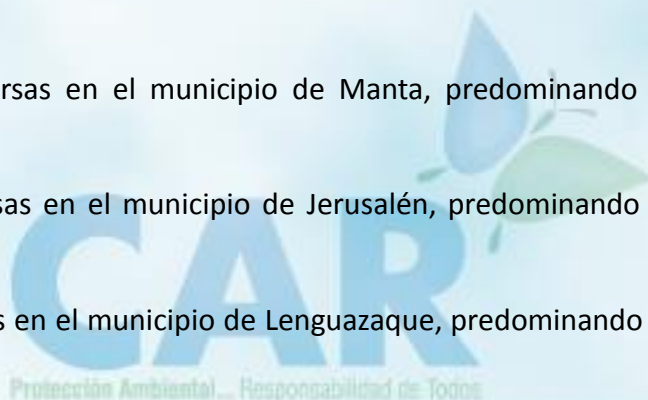 rsas en el municipio de Manta, predominando
sas en el municipio de Jerusalén, predominando
s en el municipio de Lenguazaque, predominando
CAR
Protección Ambiental... Responsabilidad de Todos